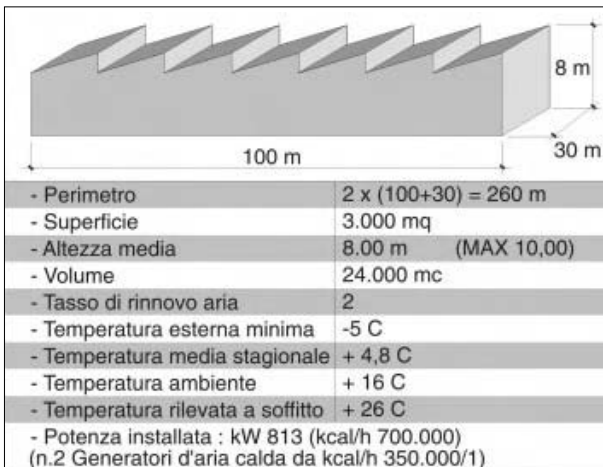 8 m
100 m
30 m
- Perimetro 2 x (100+30) = 260 m
- Superficie 3.000 mq
- Altezza media 8.00 m (MAX 10,00)
- Volume 24.000 mc
- Tasso di rinnovo aria 2
- Temperatura esterna minima -5 C
- Temperatura media stagionale + 4,8 C
- Temperatura ambiente + 16 C
- Temperatura rilevata a soffitto + 26 C
- Potenza installata : kW 813 (kcal/h 700.000)
(n.2 Generatori d'aria calda da kcal/h 350.000/1)